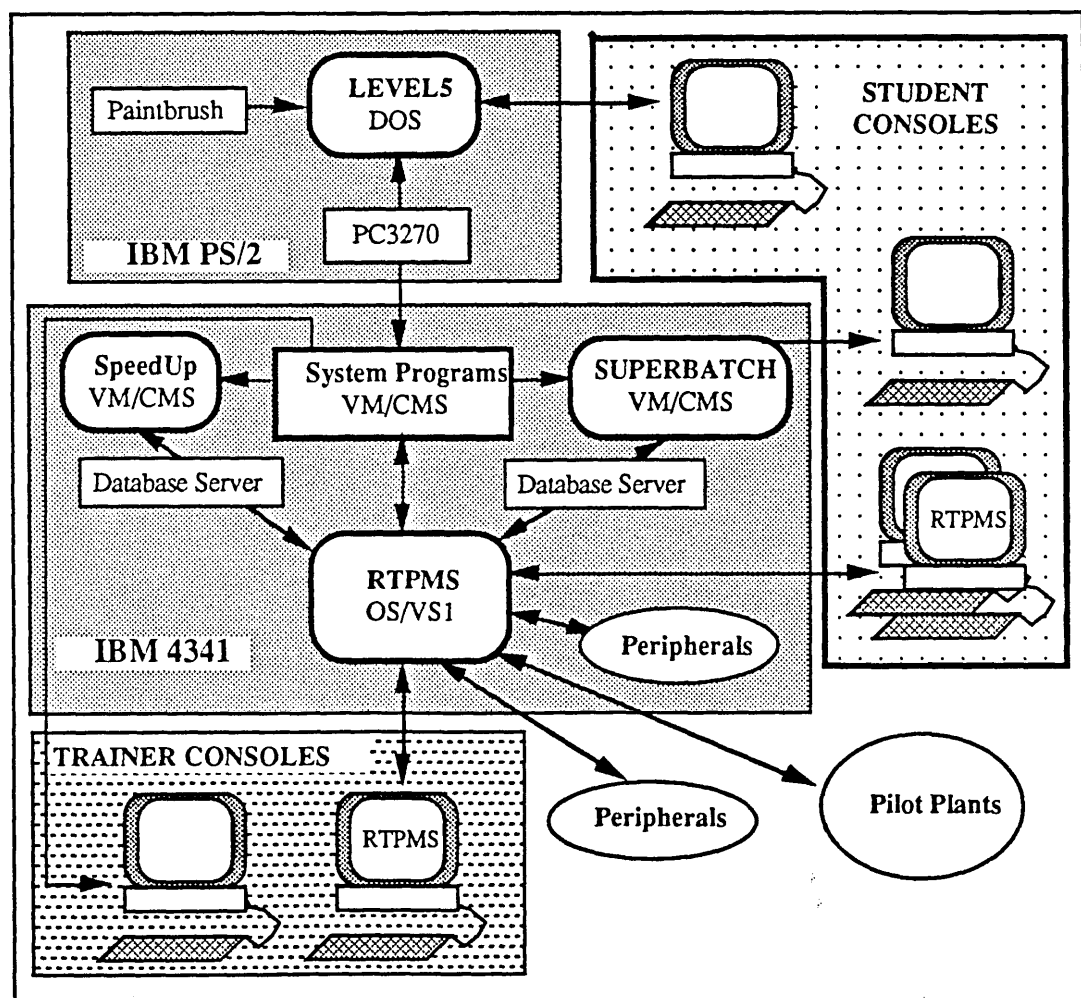 LEVEL5
DOS
Paintbrush
PC3270
IBM PS/2
STUDENT
CONSOLES
SpeedUp
VM/CMS
System Programs
VM/CMS
SUPERBATCH
VM/CMS
Database Server
Database Server
RTPMS
OS/VS1
RTPMS
Peripherals
IBM 4341
TRAINER CONSOLES
RTPMS
Peripherals
Pilot Plants